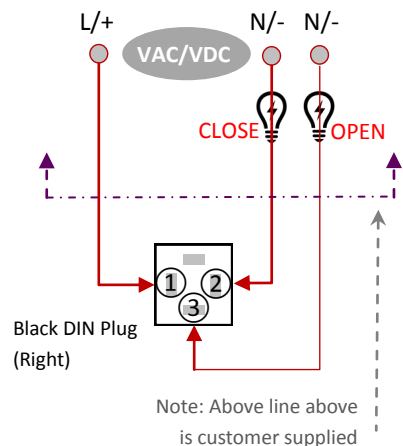 L/+ N/- N/-
VAC/VDC
CLOSE OPEN
1 2
3
Black DIN Plug
(Right)
Note: Above line above
is customer supplied